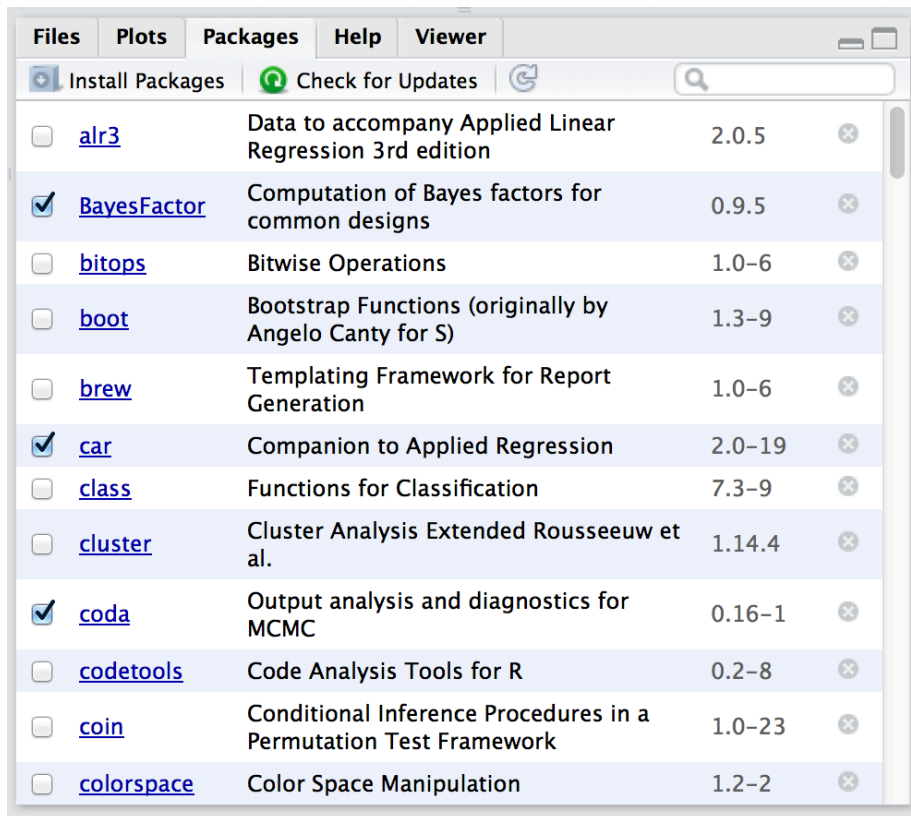 Files Plots Packages Help Viewer
Install Packages Check for Updates
alr3 Data to accompany Applied Linear 2.0.5
Regression 3rd edition
BayesFactor Computation of Bayes factors for 0.9.5
common designs
bitops Bitwise Operations 1.0-6
boot Bootstrap Functions (originally by 1.3-9
Angelo Canty for S)
brew Templating Framework for Report 1.0-6
Generation
car Companion to Applied Regression 2.0-19
class Functions for Classification 7.3-9
cluster Cluster Analysis Extended Rousseeuw et 1.14.4
al.
coda Output analysis and diagnostics for 0.16-1
MCMC
codetools Code Analysis Tools for R 0.2-8
coin Conditional Inference Procedures in a 1.0-23
Permutation Test Framework
colorspace Color Space Manipulation 1.2-2